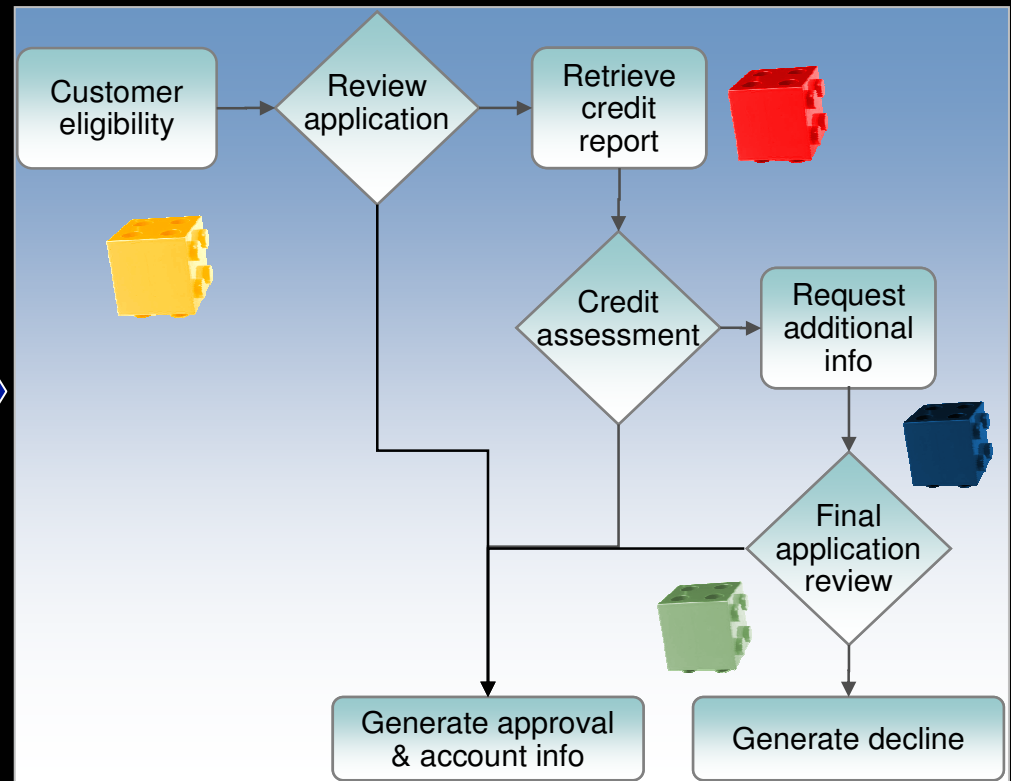 Customer
eligibility
Review
application
Retrieve
credit
report
Credit
assessment
Request
additional
info
Final
application
review
Generate approval
& account info
Generate decline